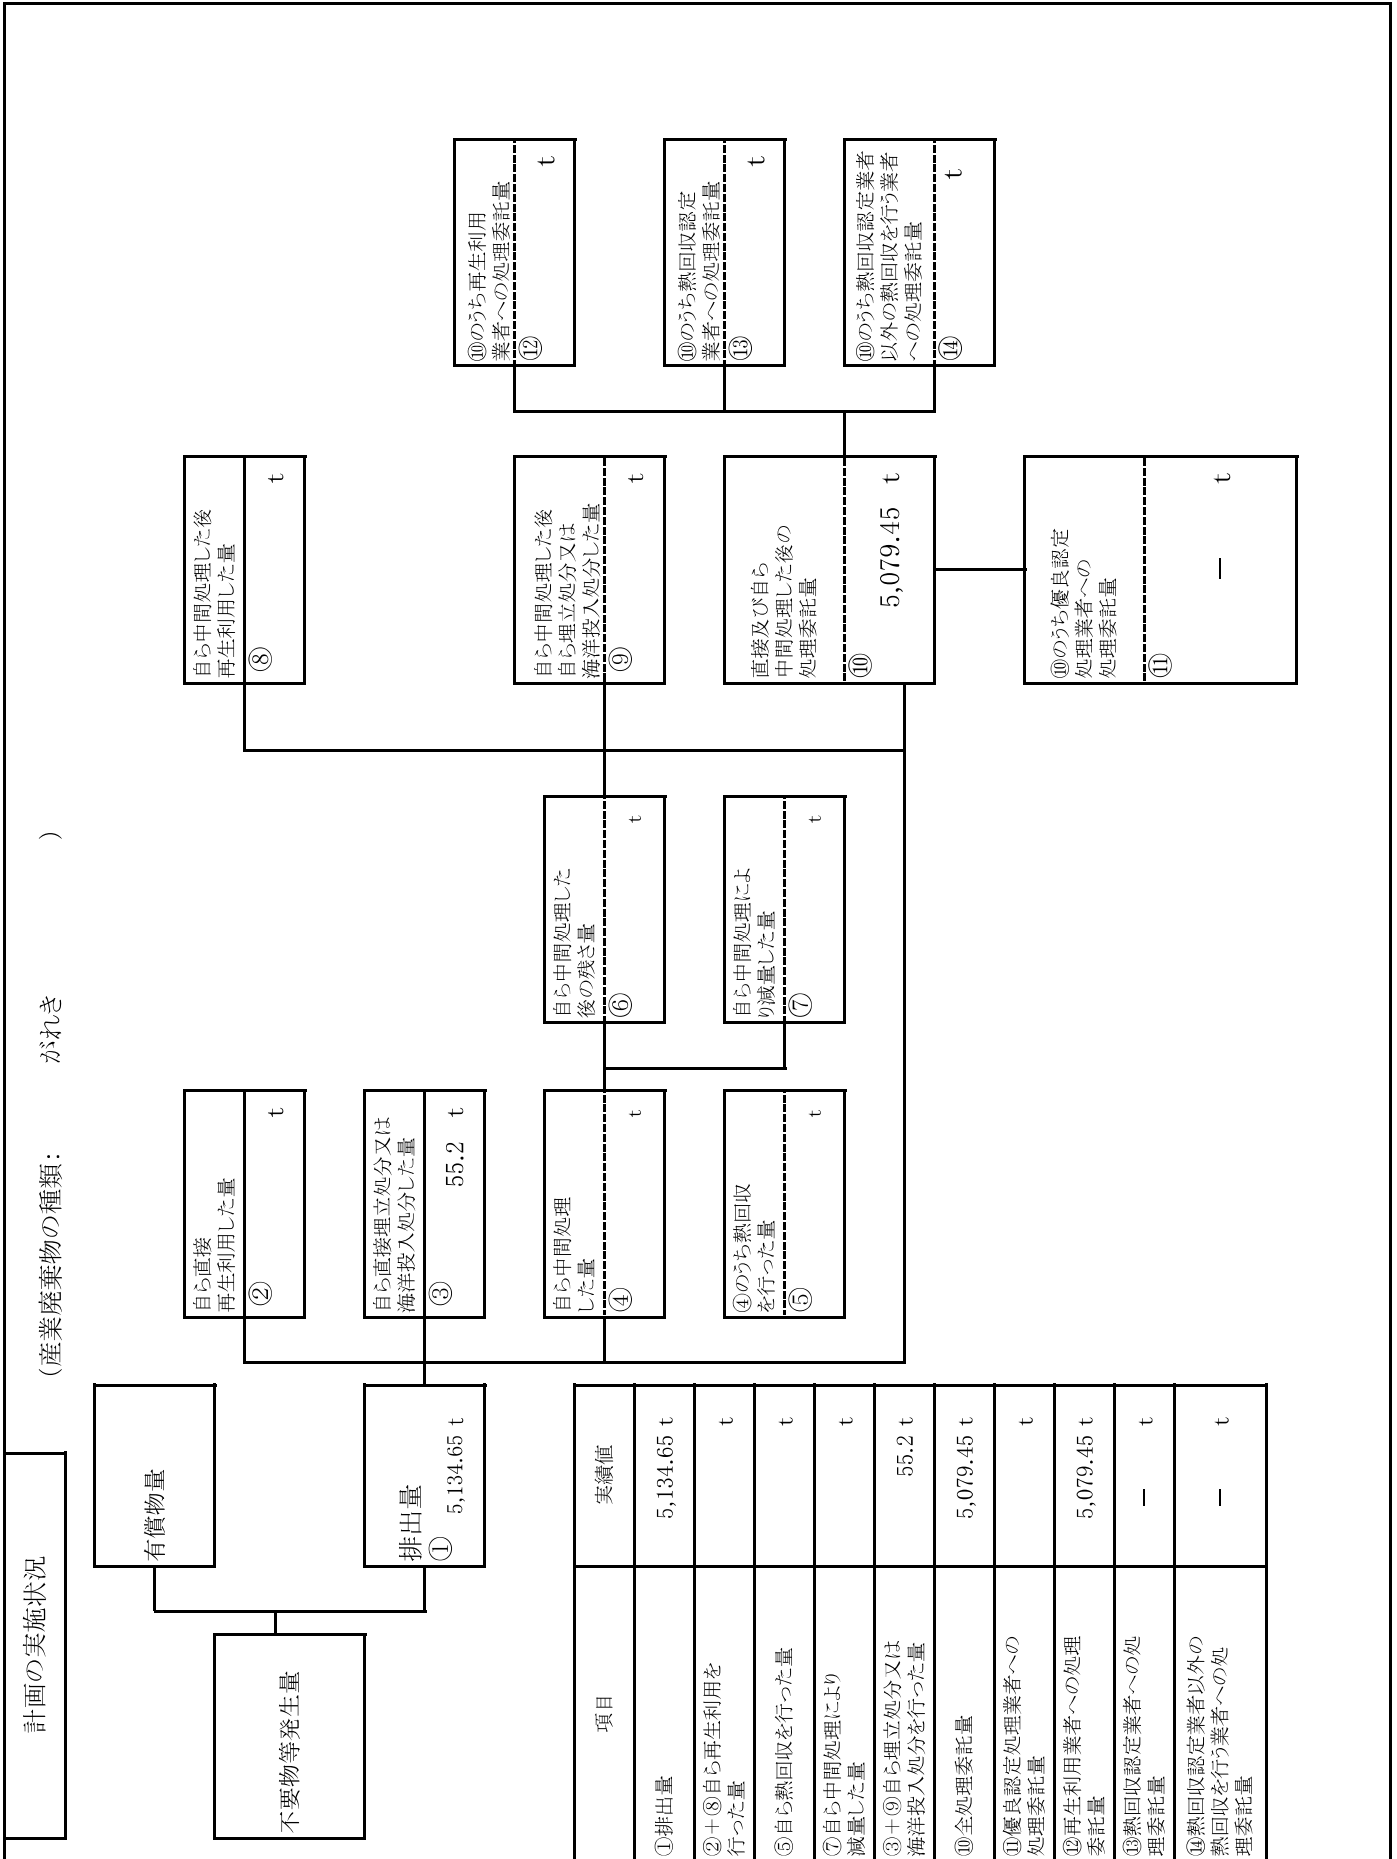 計画の実施状況
(産業廃棄物の種類： がれき )
不要物等発生量
有償物量
排出量
① 5,134.65 t
自ら直接
再生利用した量
② t
自ら直接埋立処分又は
海洋投入処分した量
③ 55.2 t
自ら中間処理
した量
④ t
④のうち熱回収
を行った量
⑤ t
自ら中間処理した
後の残さ量
⑥ t
自ら中間処理によ
り減量した量
⑦ t
自ら中間処理した後
再生利用した量
⑧ t
自ら中間処理した後
自ら埋立処分又は
海洋投入処分した量
⑨ t
直接及び自ら
中間処理した後の
処理委託量
⑩ 5,079.45 t
⑩のうち優良認定
処理業者への
処理委託量
⑪ － t
⑩のうち再生利用
業者への処理委託量
⑫ t
⑩のうち熱回収認定
業者への処理委託量
⑬ t
⑩のうち熱回収認定業者
以外の熱回収を行う業者
への処理委託量
⑭ t
項目 実績値
①排出量 5,134.65 t
②＋⑧自ら再生利用を
行った量 t
⑤自ら熱回収を行った量 t
⑦自ら中間処理により
減量した量 t
③＋⑨自ら埋立処分又は
海洋投入処分を行った量 55.2 t
⑩全処理委託量 5,079.45 t
⑪優良認定処理業者への
処理委託量 t
⑫再生利用業者への処理
委託量 5,079.45 t
⑬熱回収認定業者への処
理委託量 － t
⑭熱回収認定業者以外の
熱回収を行う業者への処
理委託量 － t